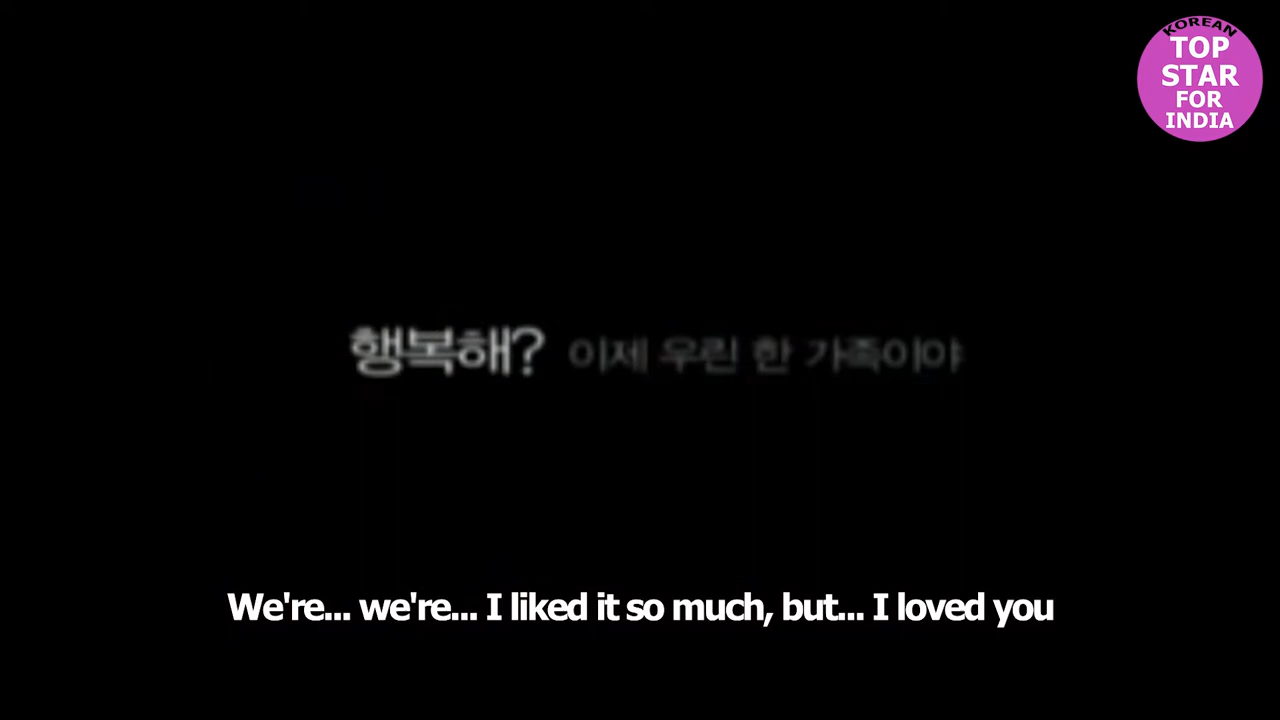 KOREAN
TOP
STAR
FOR
INDIA
행복해? 이제 우린 한 가족이야
We're... we're... I liked it so much, but... I loved you